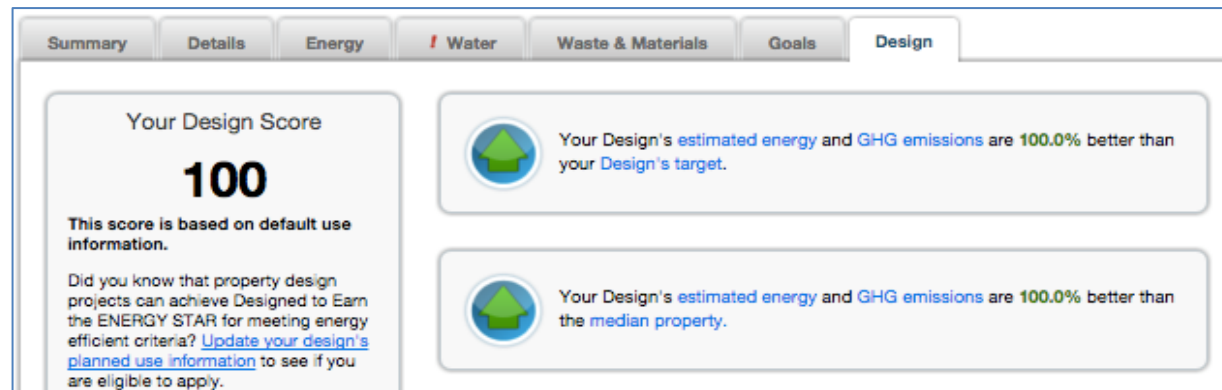 Summary Details Energy ! Water Waste & Materials Goals Design
Your Design Score
100
This score is based on default use
information.
Did you know that property design
projects can achieve Designed to Earn
the ENERGY STAR for meeting energy
efficient criteria? Update your design's
planned use information to see if you
are eligible to apply.
Your Design's estimated energy and GHG emissions are 100.0% better than
your Design's target.
Your Design's estimated energy and GHG emissions are 100.0% better than
the median property.